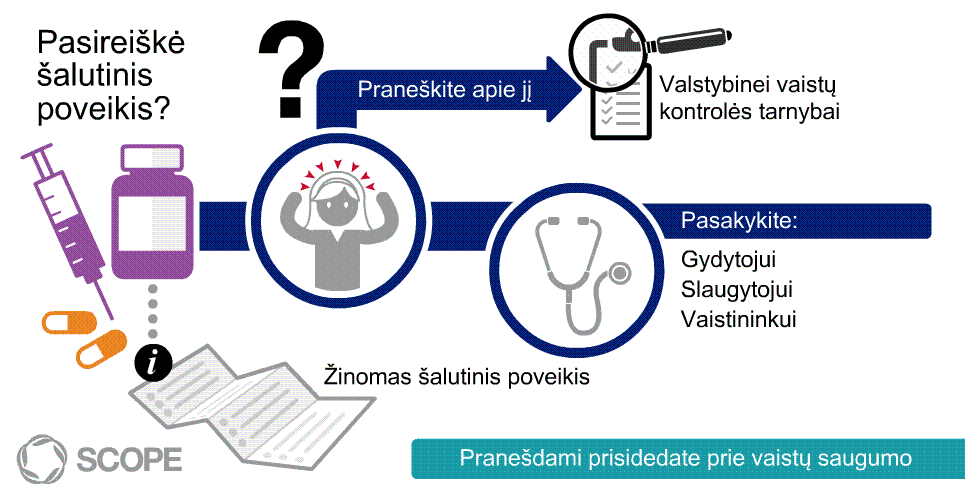 Pasireiškė
šalutinis
poveikis?
?
Praneškite apie jį
Valstybinei vaistų
kontrolės tarnybai
Pasakykite:
Gydytojui
Slaugytojui
Vaistininkui
i
Žinomas šalutinis poveikis
SCOPE
Pranešdami prisidedate prie vaistų saugumo